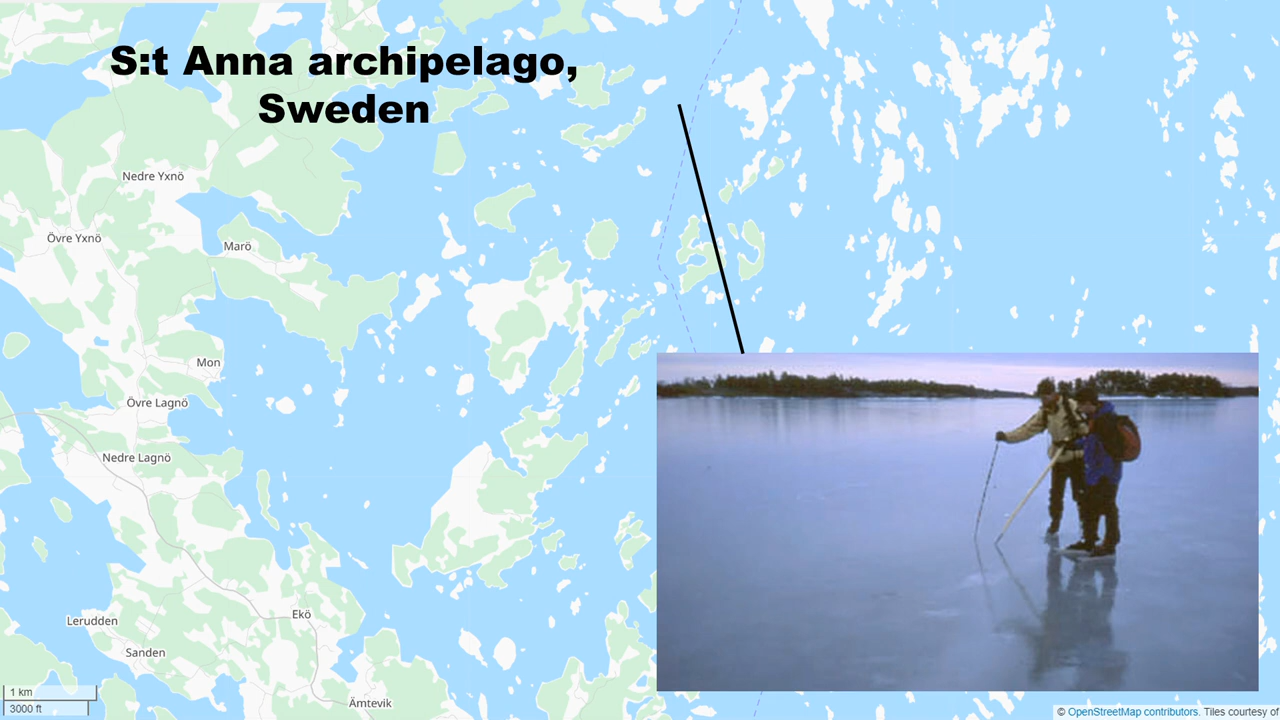 S:t Anna archipelago,
Sweden
Nedre Yxnö
Övre Yxnö
Marö
Mon
Övre Lagnö
Nedre Lagnö
Ekö
Lerudden
Sanden
Ämtevik
1 km
3000 ft
© OpenStreetMap contributors. Tiles courtesy of